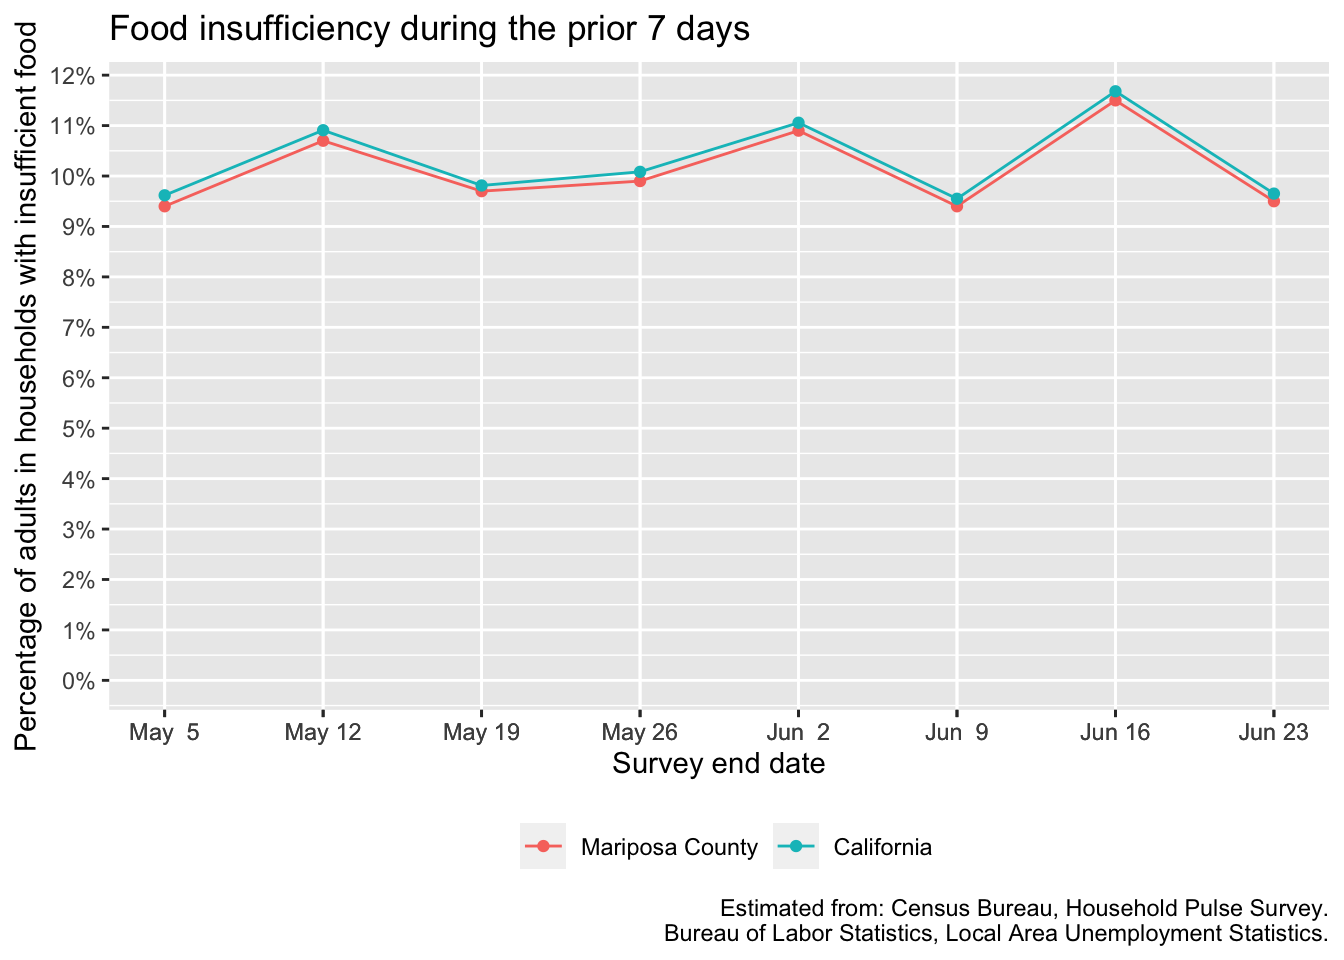 Food insufficiency during the prior 7 days
Percentage of adults in households with insufficient food
12%
11%
10%
9%
8%
7%
6%
5%
4%
3%
2%
1%
0%
May  5 May 12 May 19 May 26 Jun  2 Jun  9 Jun 16 Jun 23
Survey end date
Mariposa County California
Estimated from: Census Bureau, Household Pulse Survey.
Bureau of Labor Statistics, Local Area Unemployment Statistics.